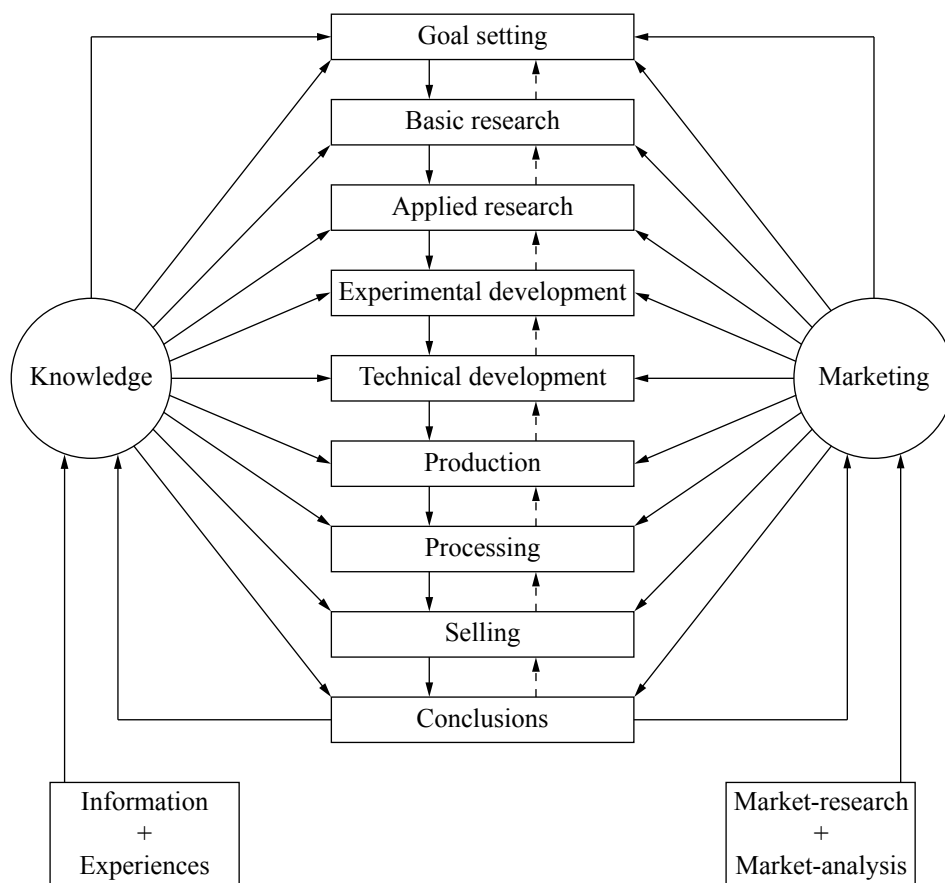 Goal setting
Basic research
Applied research
Experimental development
Knowledge
Technical development
Marketing
Production
Processing
Selling
Conclusions
Information
+
Experiences
Market-research
+
Market-analysis